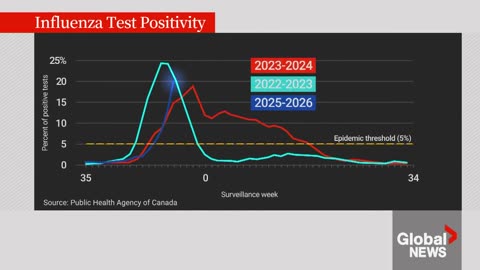 Influenza Test Positivity
25%
20
15
10
5
0
Percent of positive tests
2023-2024
2022-2023
2025-2026
Epidemic threshold (5%)
35
0
34
Surveillance week
Source: Public Health Agency of Canada
Global
NEWS